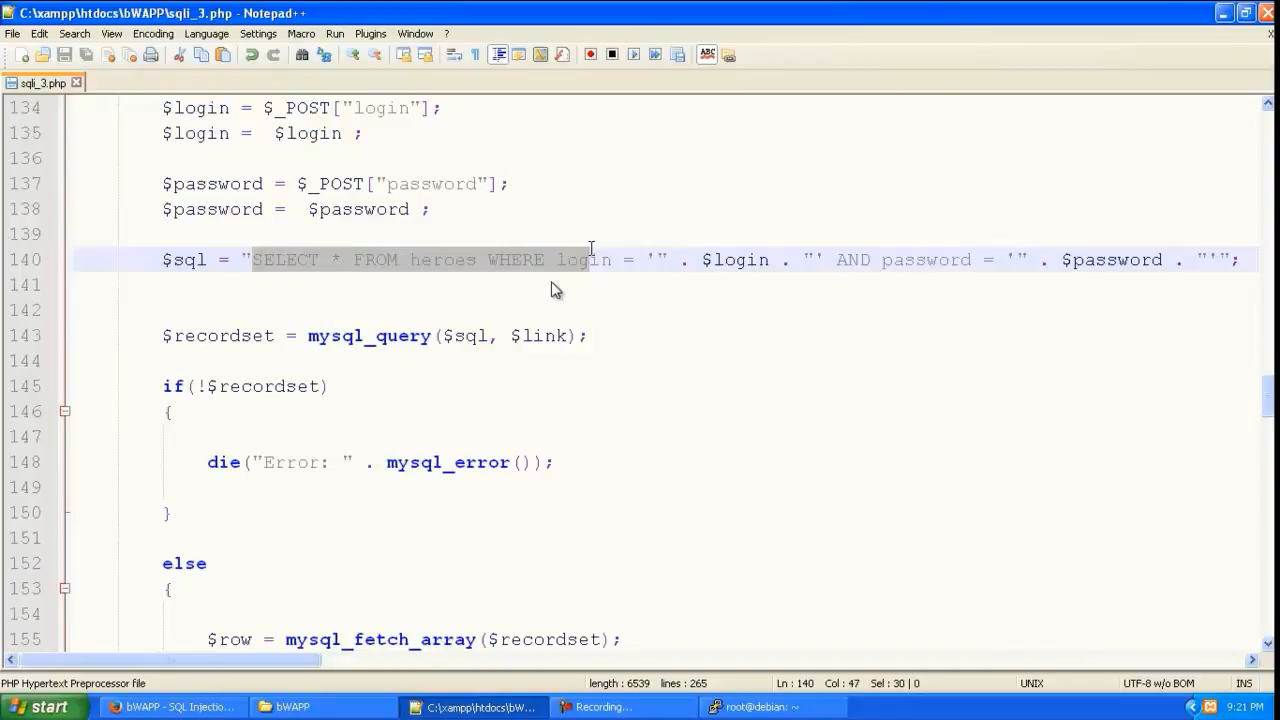 C:\xampp\htdocs\bWAPP\sqli_3.php - Notepad++
File Edit Search View Encoding Language Settings Macro Run Plugins Window ?
ABC
sqli_3.php
134 $login = $_POST["login"];
135 $login =  $login ;
136
137 $password = $_POST["password"];
138 $password =  $password ;
139
140 $sql = "SELECT * FROM heroes WHERE login = '" . $login . "' AND password = '" . $password . "'";
141
142
143 $recordset = mysql_query($sql, $link);
144
145 if(!$recordset)
146 {
147
148 die("Error: " . mysql_error());
149
150 }
151
152 else
153 {
154
155 $row = mysql_fetch_array($recordset);
PHP Hypertext Preprocessor file length : 6539 lines : 265 Ln : 140 Col : 47 Sel : 30 | 0 UNIX UTF-8 w/o BOM INS
start bWAPP - SQL Injectio... bWAPP C:\xampp\htdocs\bW... Recording... root@debian: ~ 9:21 PM